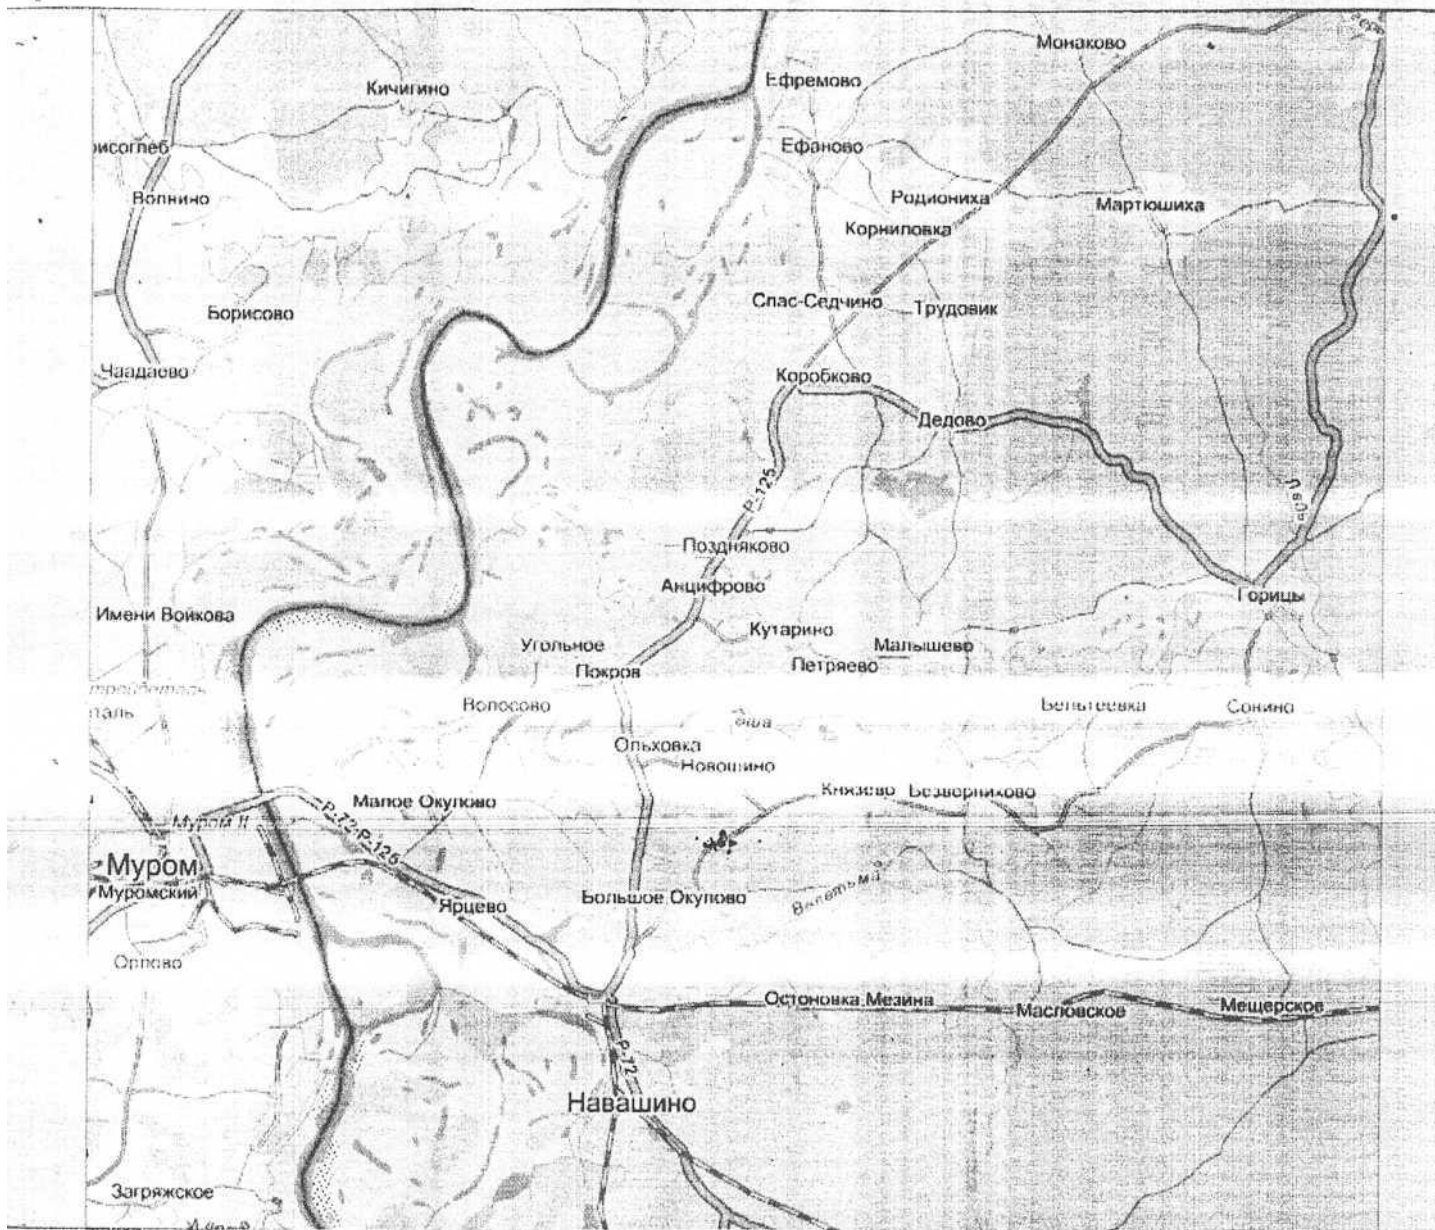 Монаково
Ефремово
Кичигино
рисоглеб
Ефаново
Волнино
Родиониха
Мартюшиха
Корниловка
Спас-Седчино
Трудовик
Борисово
Чаадаево
Коробково
Дедово
Р-125
Поздняково
Анцифрово
Горицы
Имени Войкова
Кутарино
Угольное
Малышево
Петряево
Покров
Волосово
Бельтеевка
Сонино
таль
Ольховка
Новошино
Князево
Безверниково
Малое Окулово
Муром II
Р-72-Р-125
Муром
Муромский
Ярцево
Большое Окулово
Велетьма
Орлово
Остоновка Мезина
Масловское
Мещерское
Р-72
Навашино
Загряжское